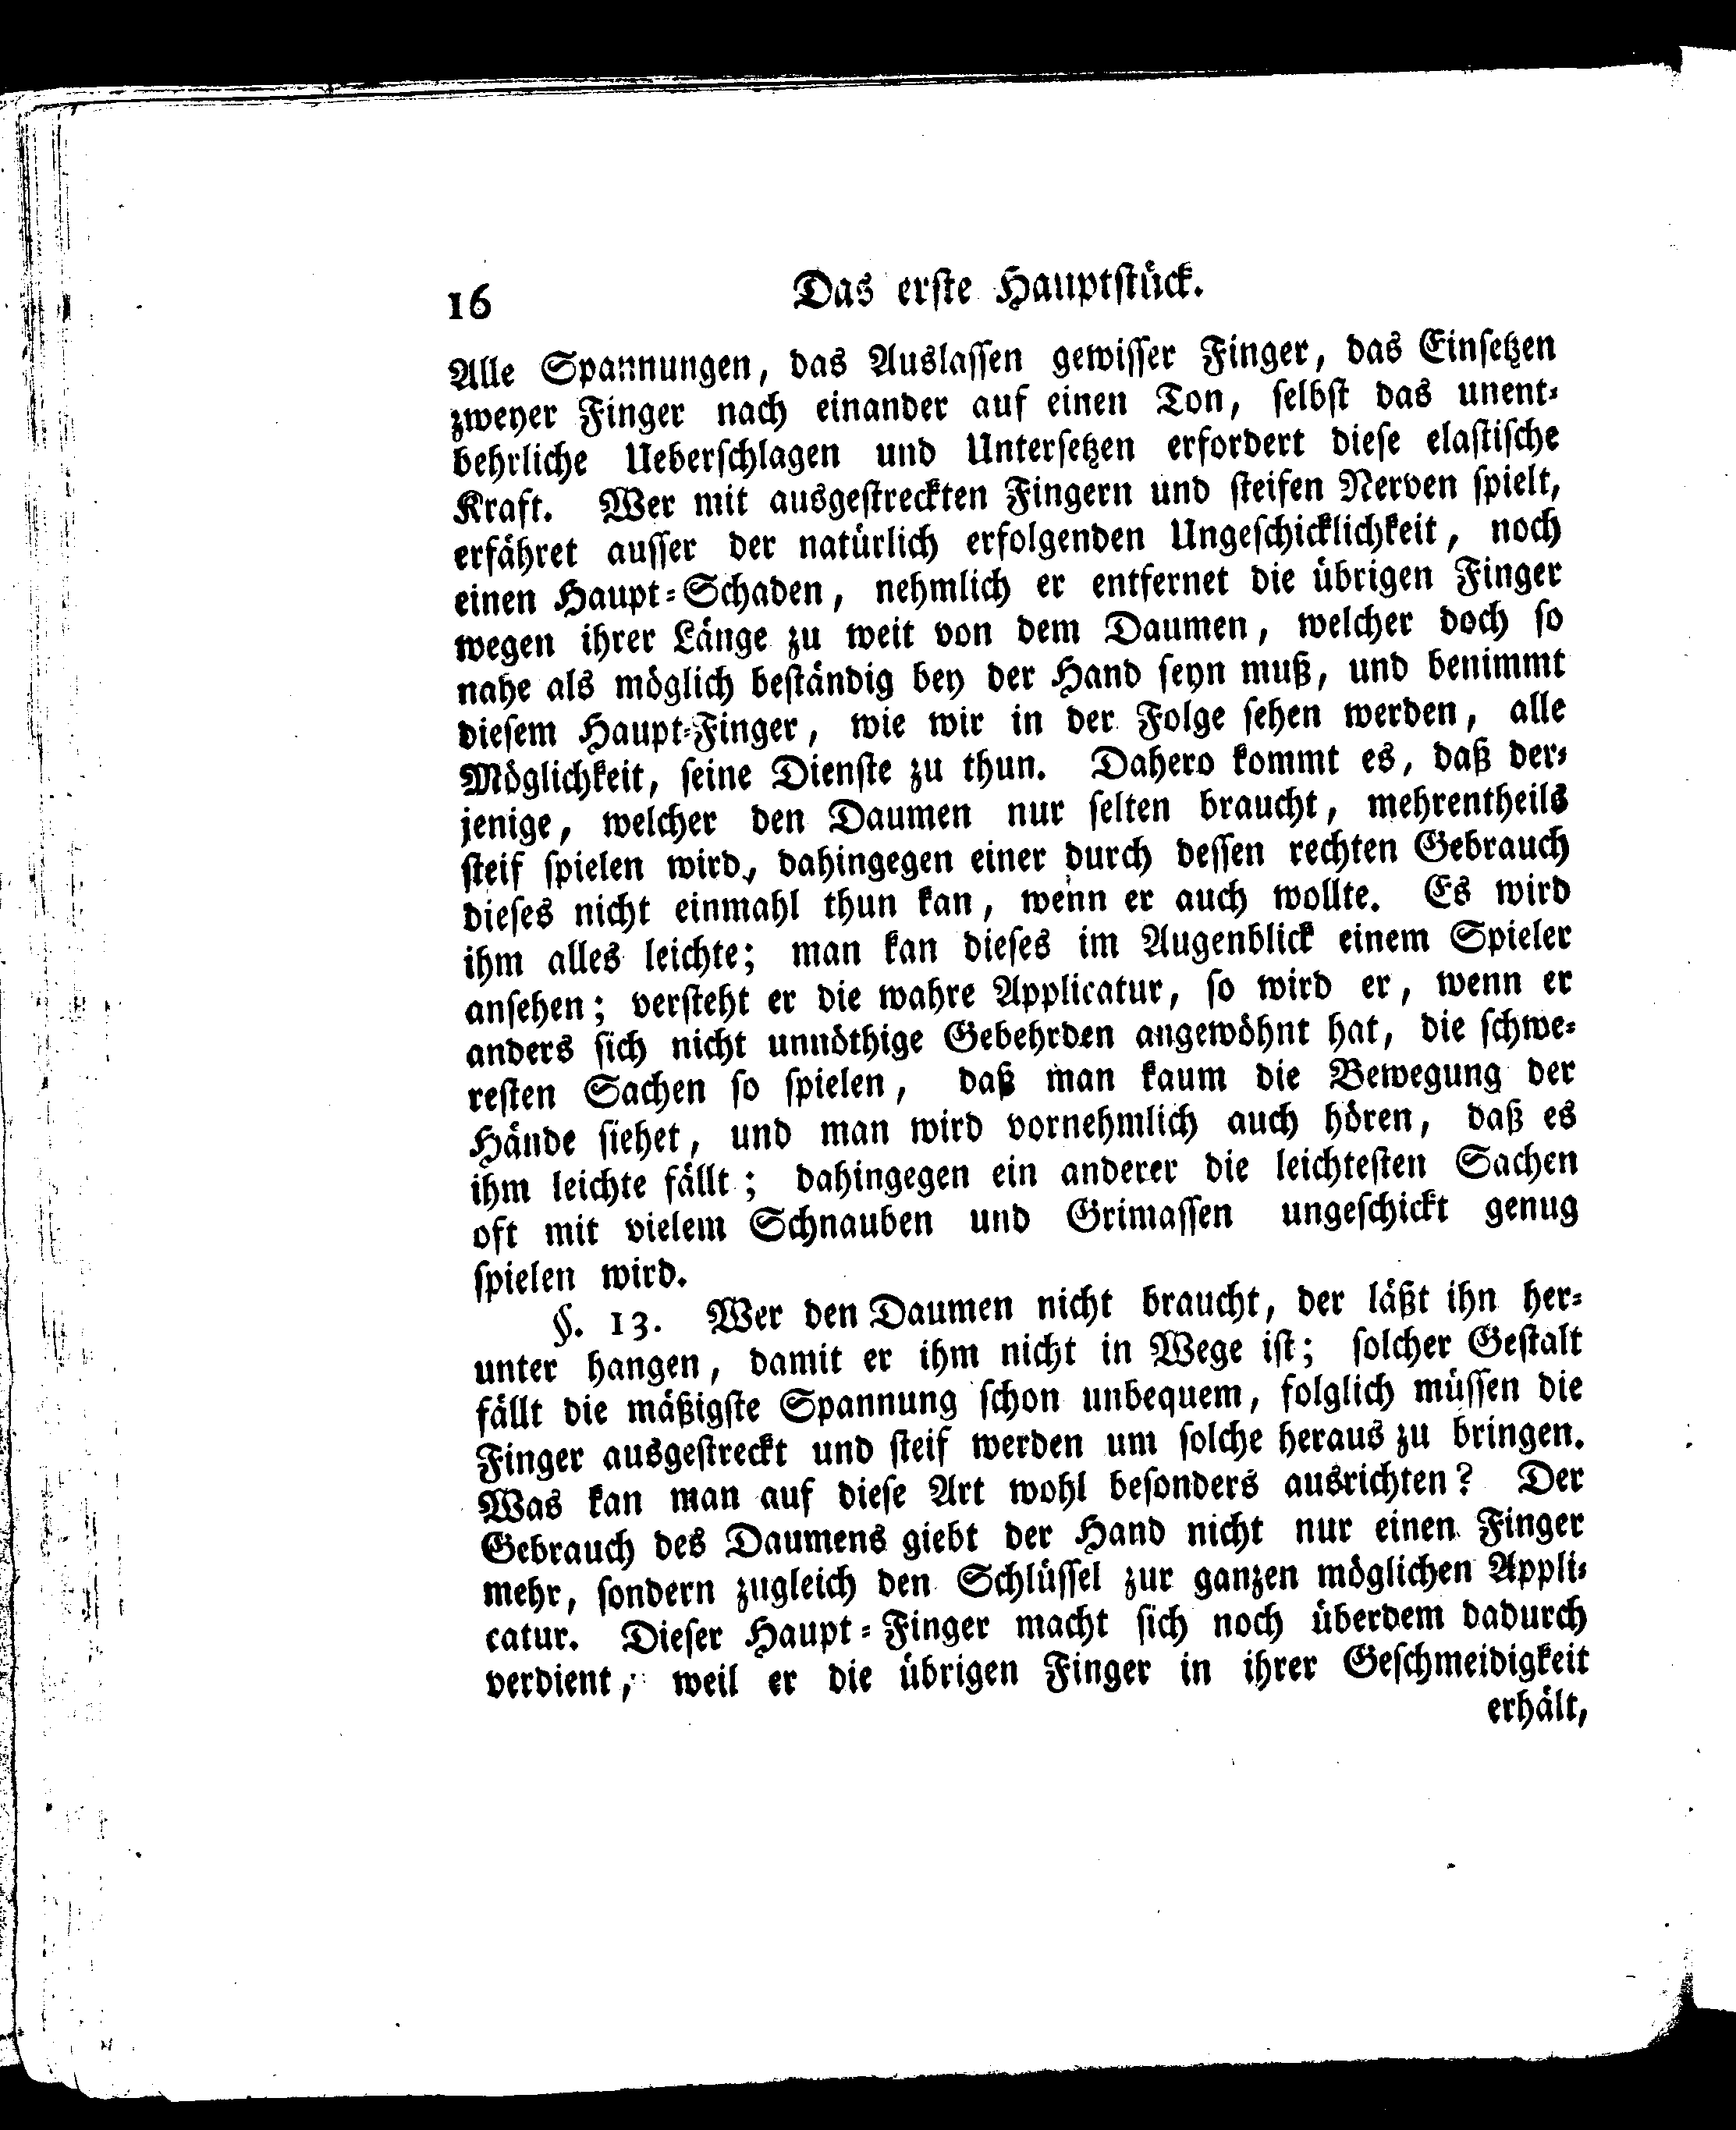 16
Das erſte Hauptſtück.
Alle Spannungen, das Auslaſſen gewiſſer Finger, das Einſetzen
zweyer Finger nach einander auf einen Ton, ſelbſt das unent⸗
behrliche Ueberſchlagen und Unterſetzen erfordert dieſe elaſtiſche
Kraft. Wer mit ausgeſtreckten Fingern und ſteifen Nerven ſpielt,
erfähret auſſer der natürlich erfolgenden Ungeſchicklichkeit, noch
einen Haupt⸗Schaden, nehmlich er entfernet die übrigen Finger
wegen ihrer Länge zu weit von dem Daumen, welcher doch ſo
nahe als möglich beſtändig bey der Hand ſeyn muß, und benimmt
dieſem Haupt⸗Finger, wie wir in der Folge ſehen werden, alle
Möglichkeit, ſeine Dienſte zu thun. Dahero kommt es, daß der⸗
jenige, welcher den Daumen nur ſelten braucht, mehrentheils
ſteif ſpielen wird, dahingegen einer durch deſſen rechten Gebrauch
dieſes nicht einmahl thun kan, wenn er auch wollte. Es wird
ihm alles leichte; man kan dieſes im Augenblick einem Spieler
anſehen; verſteht er die wahre Applicatur, ſo wird er, wenn er
anders ſich nicht unnöthige Gebehrden angewöhnt hat, die ſchwe⸗
reſten Sachen ſo ſpielen, daß man kaum die Bewegung der
Hände ſiehet, und man wird vornehmlich auch hören, daß es
ihm leichte fällt; dahingegen ein anderer die leichteſten Sachen
oft mit vielem Schnauben und Grimaſſen ungeſchickt genug
ſpielen wird.
§. 13. Wer den Daumen nicht braucht, der läßt ihn her⸗
unter hangen, damit er ihm nicht in Wege iſt; ſolcher Geſtalt
fällt die mäßigſte Spannung ſchon unbequem, folglich müſſen die
Finger ausgeſtreckt und ſteif werden um ſolche heraus zu bringen.
Was kan man auf dieſe Art wohl beſonders ausrichten? Der
Gebrauch des Daumens giebt der Hand nicht nur einen Finger
mehr, ſondern zugleich den Schlüſſel zur ganzen möglichen Appli⸗
catur. Dieſer Haupt⸗Finger macht ſich noch überdem dadurch
verdient, weil er die übrigen Finger in ihrer Geſchmeidigkeit
erhält,